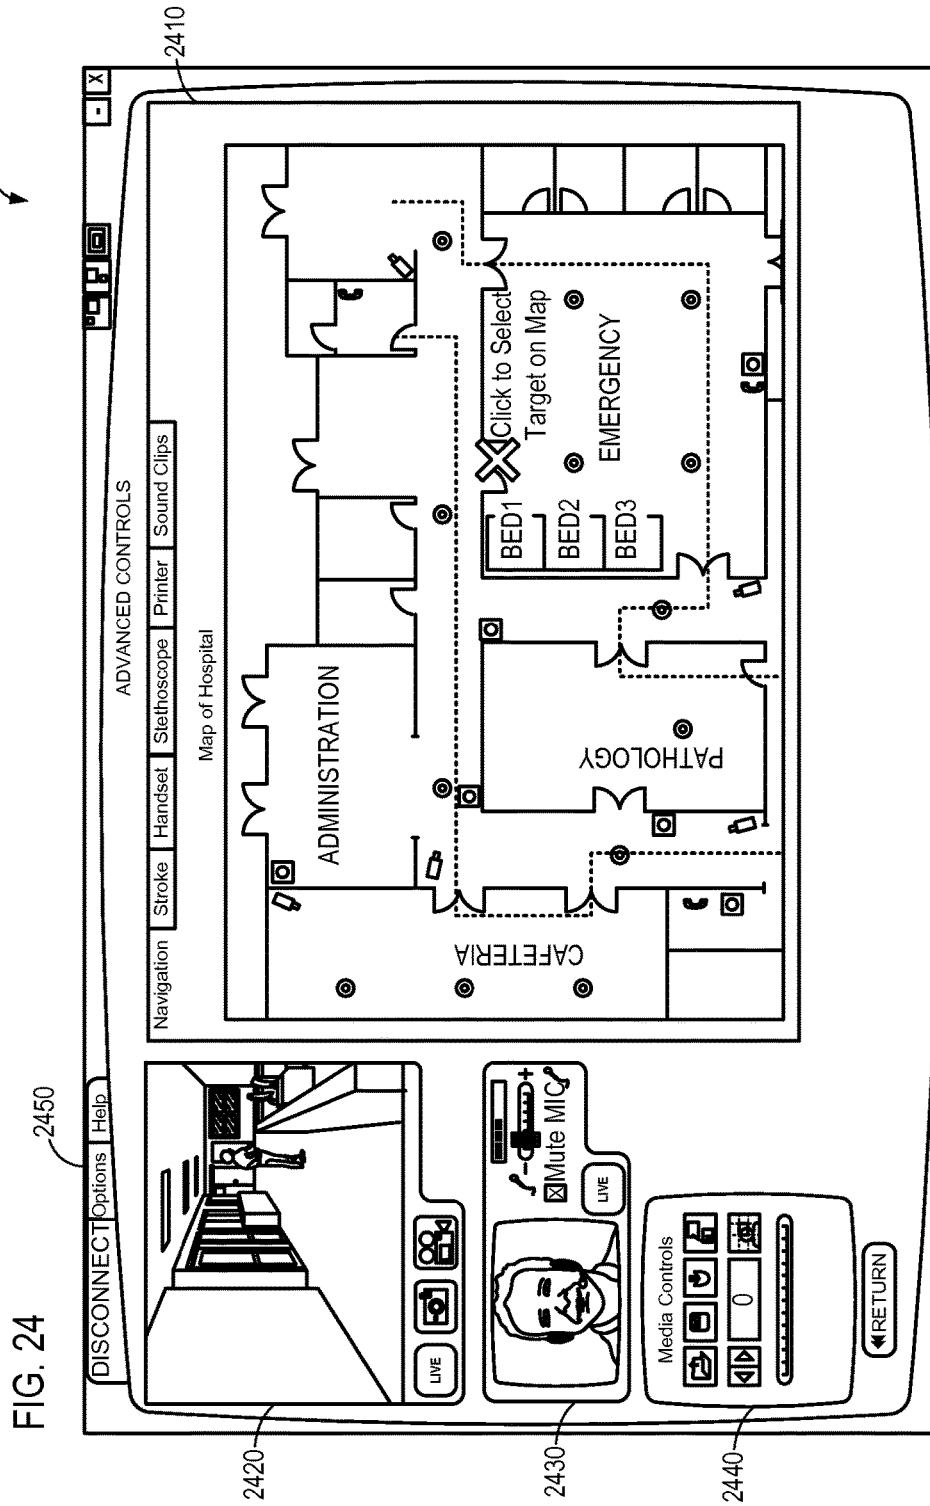 FIG. 24
2450
2410
DISCONNECT Options Help
- X
ADVANCED CONTROLS
Navigation Stroke Handset Stethoscope Printer Sound Clips
Map of Hospital
ADMINISTRATION
CAFETERIA
PATHOLOGY
BED1
BED2
BED3
Click to Select
Target on Map
EMERGENCY
2420
LIVE
2430
- +
Mute MIC
LIVE
2440
Media Controls
0
RETURN